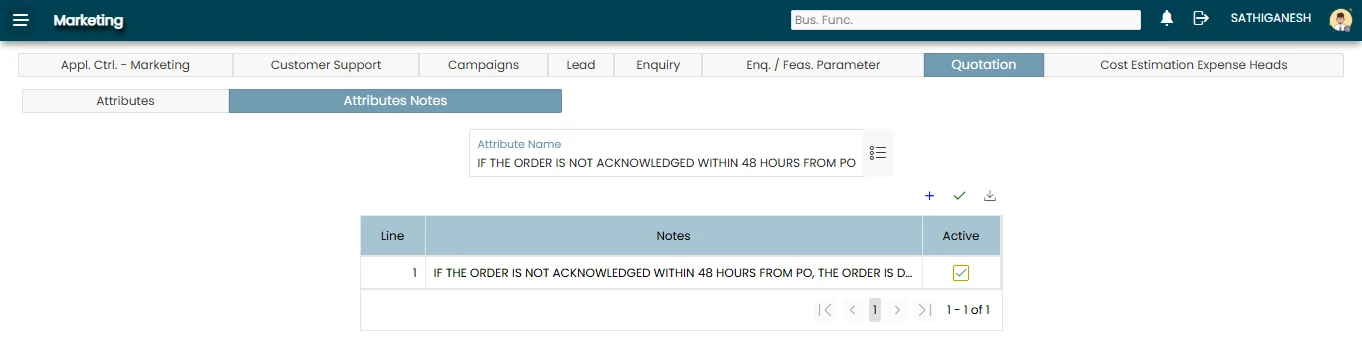 Marketing
Bus. Func.
SATHIGANESH
Appl. Ctrl. - Marketing
Customer Support
Campaigns
Lead
Enquiry
Enq. / Feas. Parameter
Quotation
Cost Estimation Expense Heads
Attributes
Attributes Notes
Attribute Name
IF THE ORDER IS NOT ACKNOWLEDGED WITHIN 48 HOURS FROM PO
Line Notes Active
1 IF THE ORDER IS NOT ACKNOWLEDGED WITHIN 48 HOURS FROM PO, THE ORDER IS D...
1 1 - 1 of 1